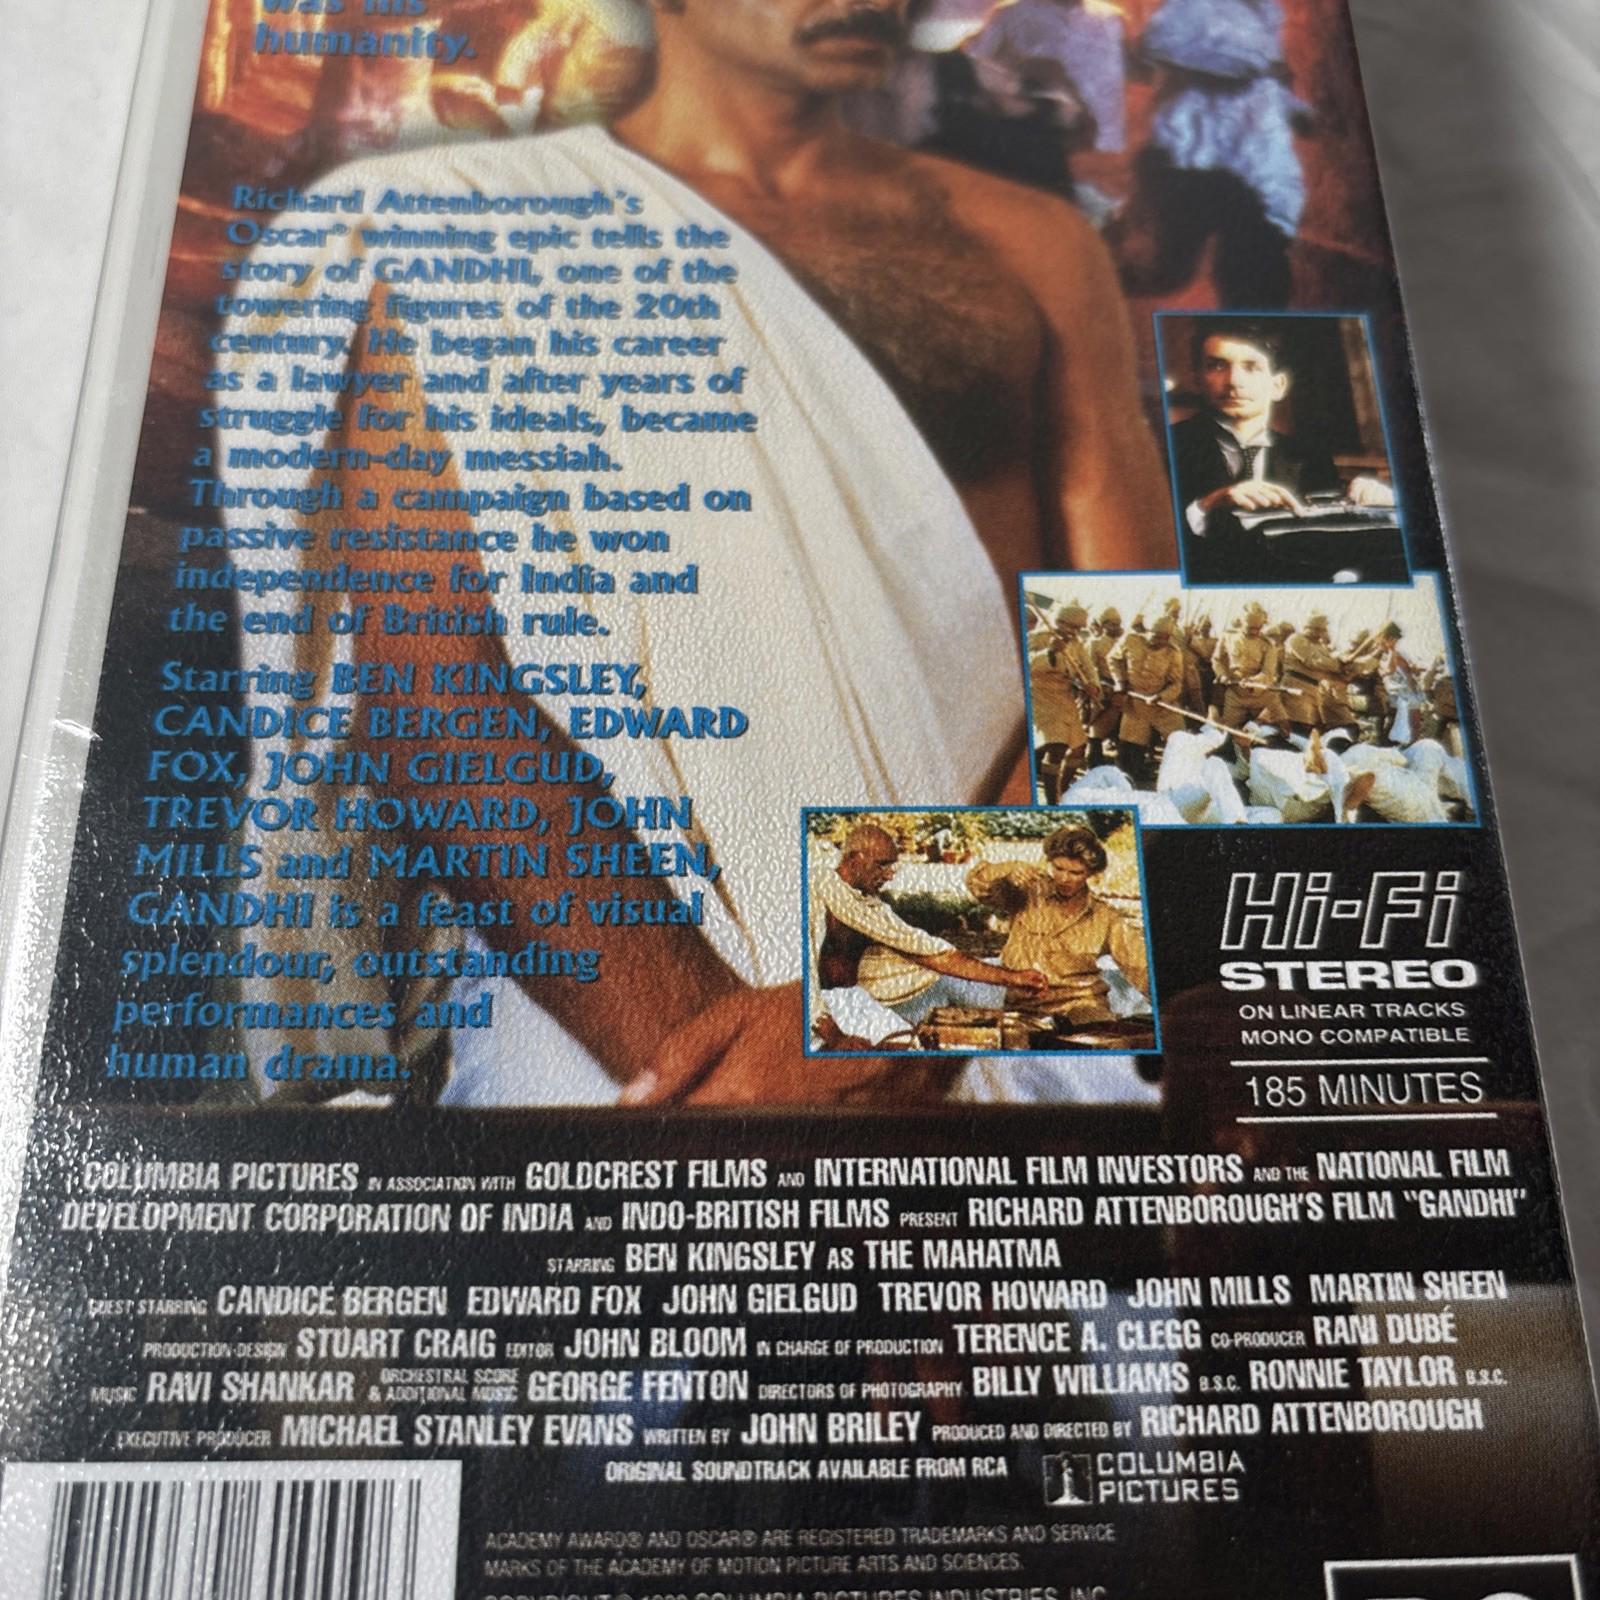 was his
humanity.
Richard Attenborough's
Oscar® winning epic tells the
story of GANDHI, one of the
towering figures of the 20th
century. He began his career
as a lawyer and after years of
struggle for his ideals, became
a modern-day messiah.
Through a campaign based on
passive resistance he won
independence for India and
the end of British rule.
Starring BEN KINGSLEY,
CANDICE BERGEN, EDWARD
FOX, JOHN GIELGUD,
TREVOR HOWARD, JOHN
MILLS and MARTIN SHEEN,
GANDHI is a feast of visual
splendour, outstanding
performances and
human drama.
Hi-Fi
STEREO
ON LINEAR TRACKS
MONO COMPATIBLE
185 MINUTES
COLUMBIA PICTURES IN ASSOCIATION WITH GOLDCREST FILMS AND INTERNATIONAL FILM INVESTORS AND THE NATIONAL FILM
DEVELOPMENT CORPORATION OF INDIA AND INDO-BRITISH FILMS PRESENT RICHARD ATTENBOROUGH'S FILM "GANDHI"
STARRING BEN KINGSLEY AS THE MAHATMA
GUEST STARRING CANDICE BERGEN EDWARD FOX JOHN GIELGUD TREVOR HOWARD JOHN MILLS MARTIN SHEEN
PRODUCTION DESIGN STUART CRAIG EDITOR JOHN BLOOM IN CHARGE OF PRODUCTION TERENCE A. CLEGG CO-PRODUCER RANI DUBÉ
MUSIC RAVI SHANKAR ORCHESTRAL SCORE & ADDITIONAL MUSIC GEORGE FENTON DIRECTORS OF PHOTOGRAPHY BILLY WILLIAMS B.S.C. RONNIE TAYLOR B.S.C.
EXECUTIVE PRODUCER MICHAEL STANLEY EVANS WRITTEN BY JOHN BRILEY PRODUCED AND DIRECTED BY RICHARD ATTENBOROUGH
ORIGINAL SOUNDTRACK AVAILABLE FROM RCA
COLUMBIA
PICTURES
ACADEMY AWARD® AND OSCAR® ARE REGISTERED TRADEMARKS AND SERVICE
MARKS OF THE ACADEMY OF MOTION PICTURE ARTS AND SCIENCES.
COPYRIGHT © COLUMBIA PICTURES INDUSTRIES, INC.